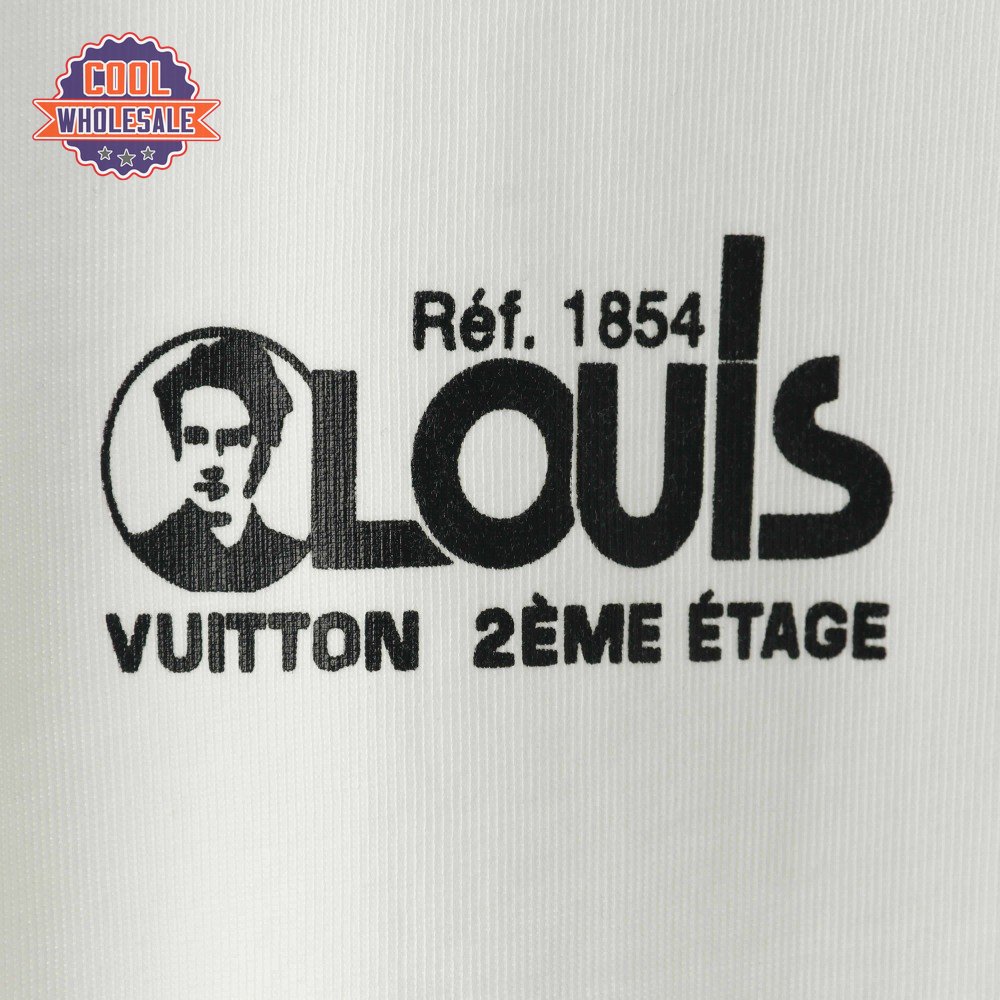 COOL
WHOLESALE
Réf. 1854
LOUIS
VUITTON 2ÈME ÉTAGE